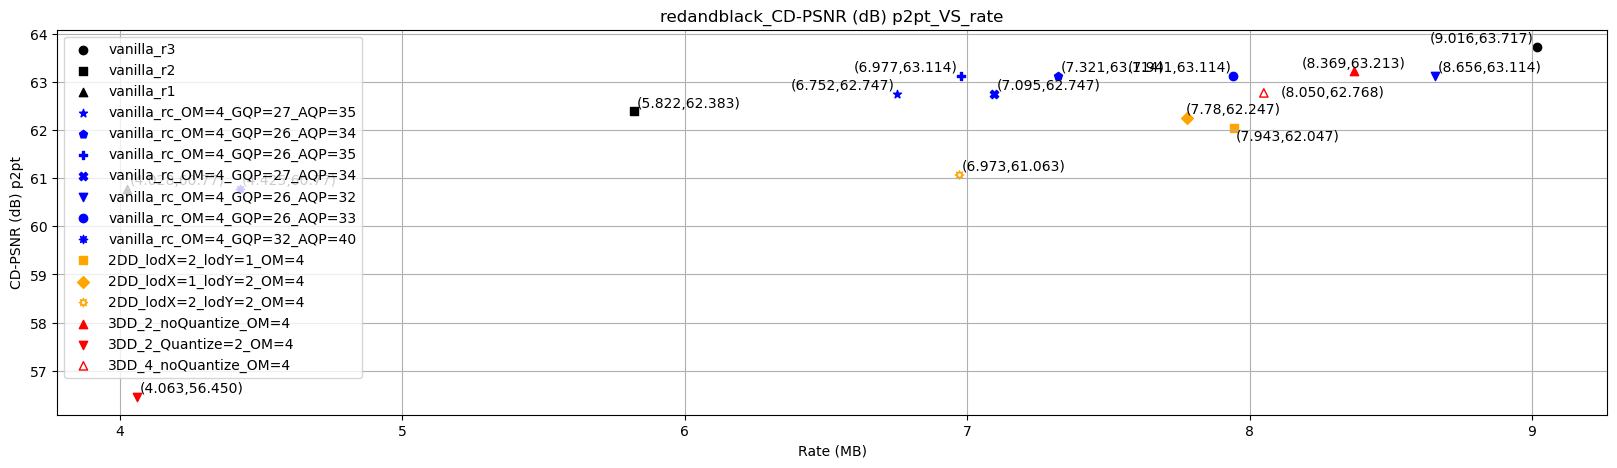 redandblack_CD-PSNR (dB) p2pt_VS_rate
CD-PSNR (dB) p2pt
64
63
62
61
60
59
58
57
vanilla_r3
vanilla_r2
vanilla_r1
vanilla_rc_OM=4_GQP=27_AQP=35
vanilla_rc_OM=4_GQP=26_AQP=34
vanilla_rc_OM=4_GQP=26_AQP=35
vanilla_rc_OM=4_GQP=27_AQP=34
vanilla_rc_OM=4_GQP=26_AQP=32
vanilla_rc_OM=4_GQP=26_AQP=33
vanilla_rc_OM=4_GQP=32_AQP=40
2DD_lodX=2_lodY=1_OM=4
2DD_lodX=1_lodY=2_OM=4
2DD_lodX=2_lodY=2_OM=4
3DD_2_noQuantize_OM=4
3DD_2_Quantize=2_OM=4
3DD_4_noQuantize_OM=4
(9.016,63.717)
(6.977,63.114)
(8.369,63.213)
(8.656,63.114)
(6.752,62.747)
(7.095,62.747)
(8.050,62.768)
(5.822,62.383)
(7.78,62.247)
(7.943,62.047)
(6.973,61.063)
(4.063,56.450)
4
5
6
7
8
9
Rate (MB)